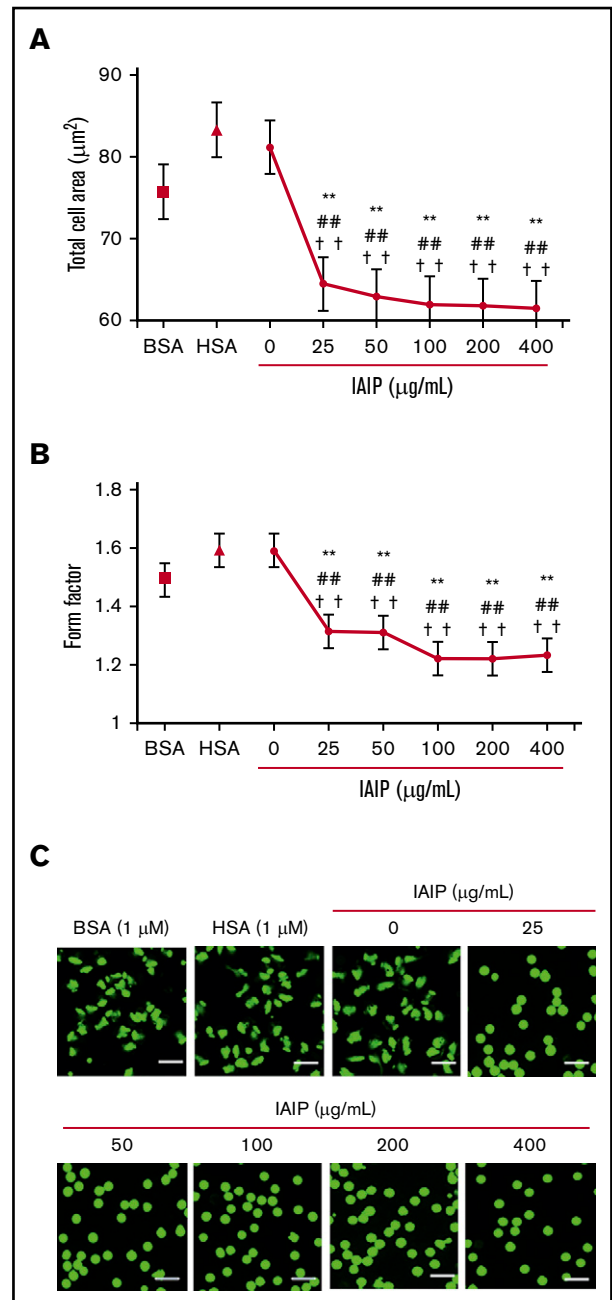 A
Total cell area (μm²)
90
80
70
60
** ** ** ** **
## ## ## ## ##
† † † † † † † † † †
BSA HSA 0 25 50 100 200 400
IAIP (μg/mL)
B
Form factor
1.8
1.6
1.4
1.2
1
** ** ** ** **
## ## ## ## ##
† † † † † † † † † †
BSA HSA 0 25 50 100 200 400
IAIP (μg/mL)
C
IAIP (μg/mL)
BSA (1 μM) HSA (1 μM) 0 25
IAIP (μg/mL)
50 100 200 400